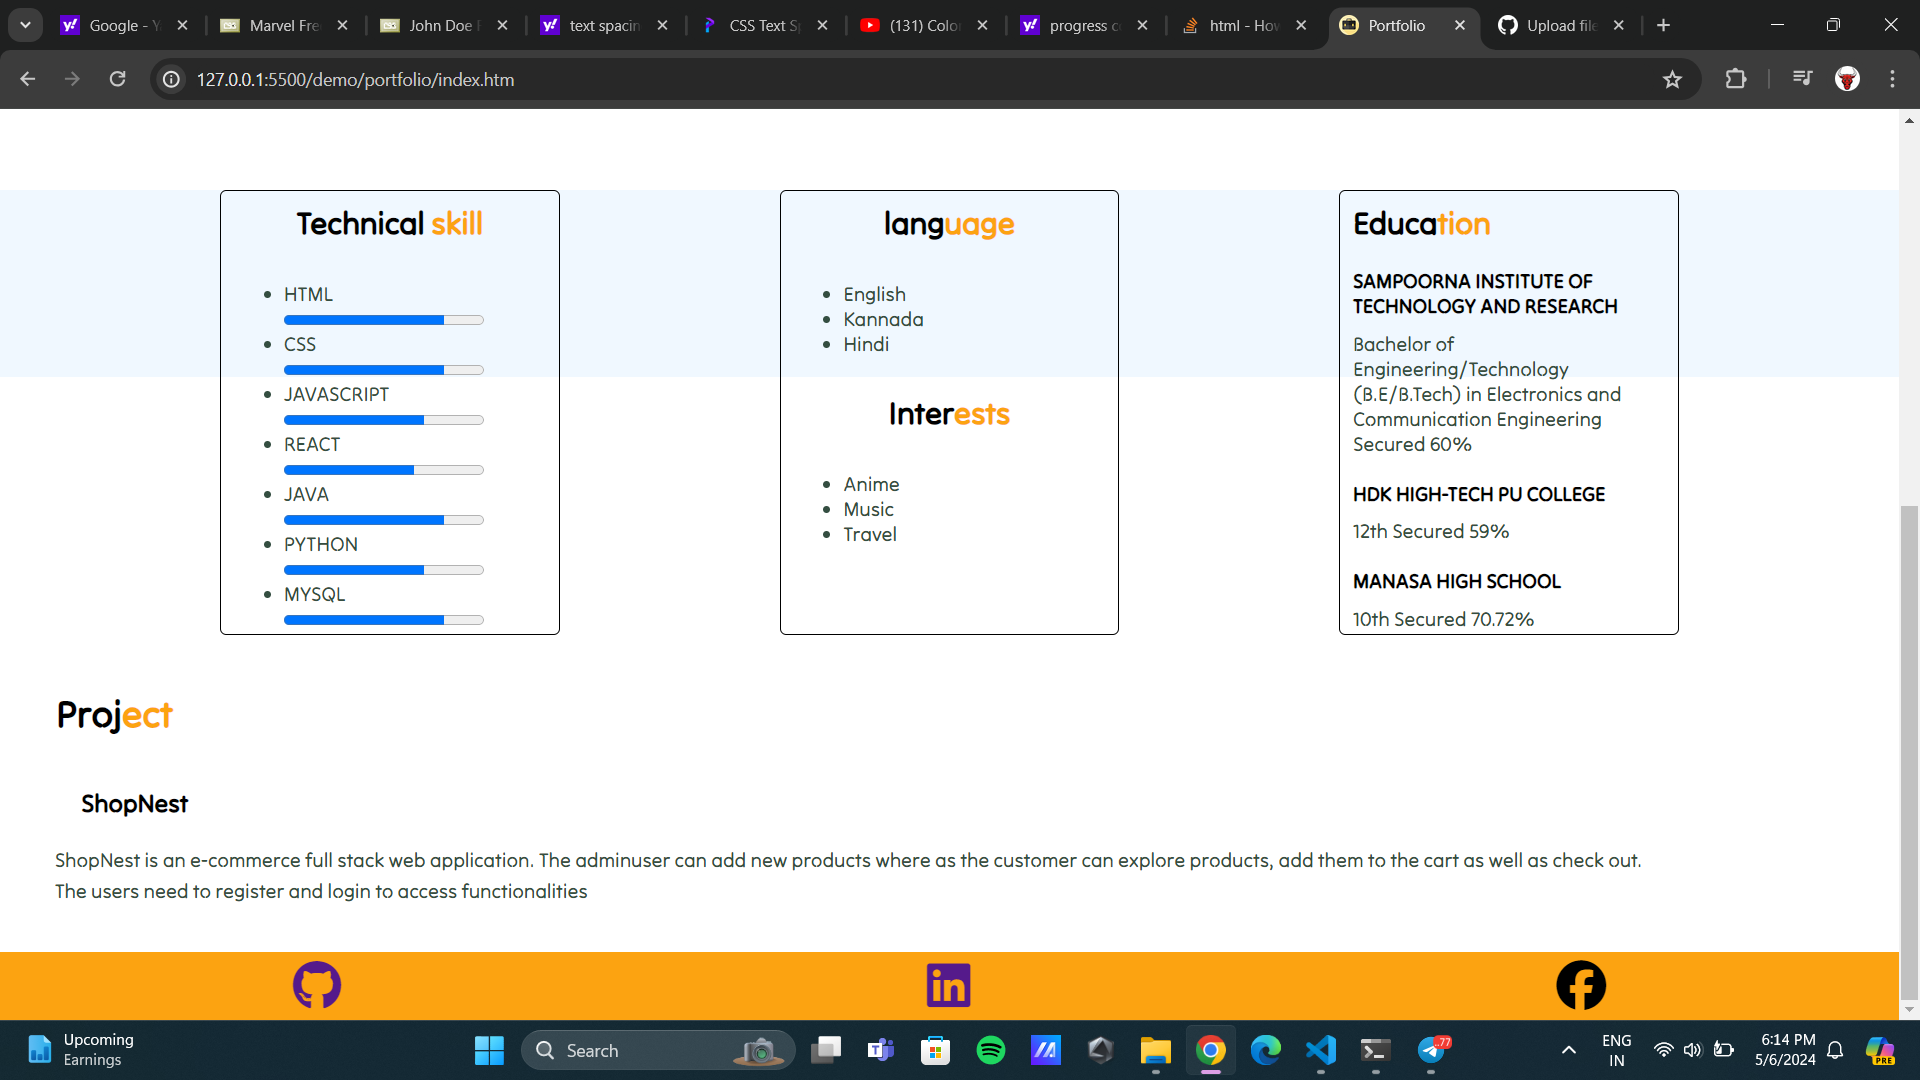 Google - Y
Marvel Fre
John Doe F
text spacin
CSS Text S
(131) Color
progress c
html - How
Portfolio
Upload file
127.0.0.1:5500/demo/portfolio/index.htm
Technical skill
HTML
CSS
JAVASCRIPT
REACT
JAVA
PYTHON
MYSQL
language
English
Kannada
Hindi
Interests
Anime
Music
Travel
Education
SAMPOORNA INSTITUTE OF
TECHNOLOGY AND RESEARCH
Bachelor of
Engineering/Technology
(B.E/B.Tech) in Electronics and
Communication Engineering
Secured 60%
HDK HIGH-TECH PU COLLEGE
12th Secured 59%
MANASA HIGH SCHOOL
10th Secured 70.72%
Project
ShopNest
ShopNest is an e-commerce full stack web application. The adminuser can add new products where as the customer can explore products, add them to the cart as well as check out.
The users need to register and login to access functionalities
in
Upcoming
Earnings
Search
..77
ENG
IN
6:14 PM
5/6/2024
PRE